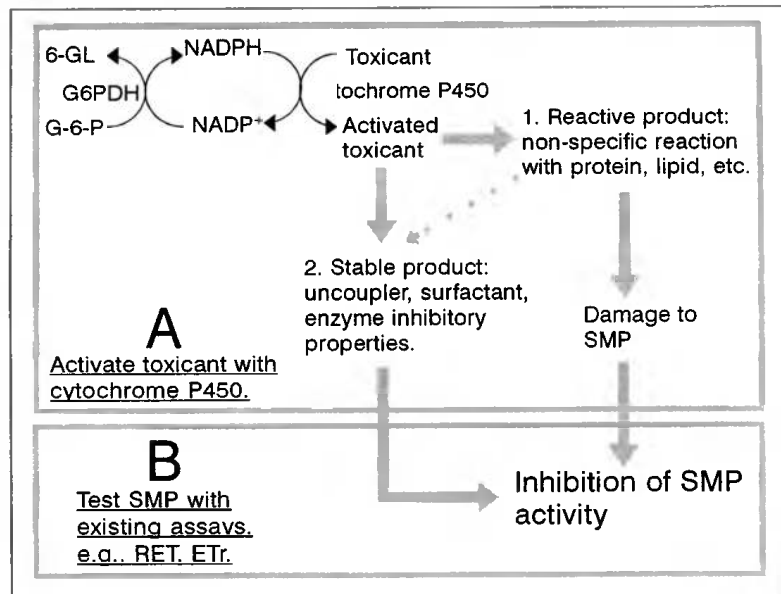 6-GL
NADPH
Toxicant
G6PDH
tochrome P450
G-6-P
NADP+
Activated
toxicant
1. Reactive product:
non-specific reaction
with protein, lipid, etc.
2. Stable product:
uncoupler, surfactant,
enzyme inhibitory
properties.
Damage to
SMP
A
Activate toxicant with
cytochrome P450.
B
Test SMP with
existing assays.
e.g.. RET. ETr.
Inhibition of SMP
activity